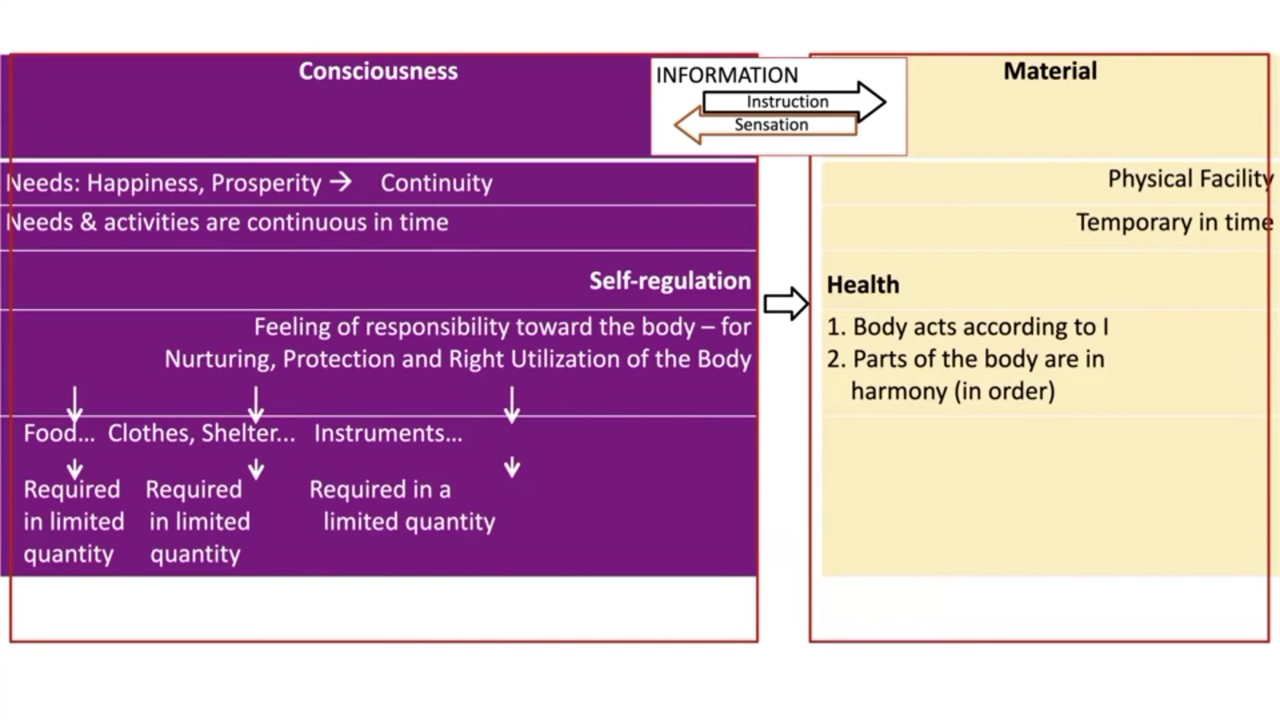 Consciousness
INFORMATION
Instruction
Sensation
Material
Needs: Happiness, Prosperity → Continuity
Physical Facility
Needs & activities are continuous in time
Temporary in time
Self-regulation
Health
Feeling of responsibility toward the body – for
Nurturing, Protection and Right Utilization of the Body
1. Body acts according to I
2. Parts of the body are in
harmony (in order)
Food... Clothes, Shelter... Instruments...
Required
in limited
quantity
Required
in limited
quantity
Required in a
limited quantity